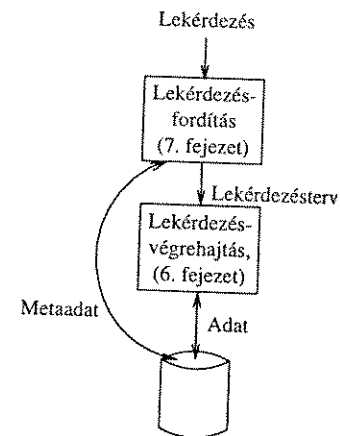 Lekérdezés
Lekérdezés-
fordítás
(7. fejezet)
Lekérdezésterv
Lekérdezés-
végrehajtás,
(6. fejezet)
Metaadat
Adat